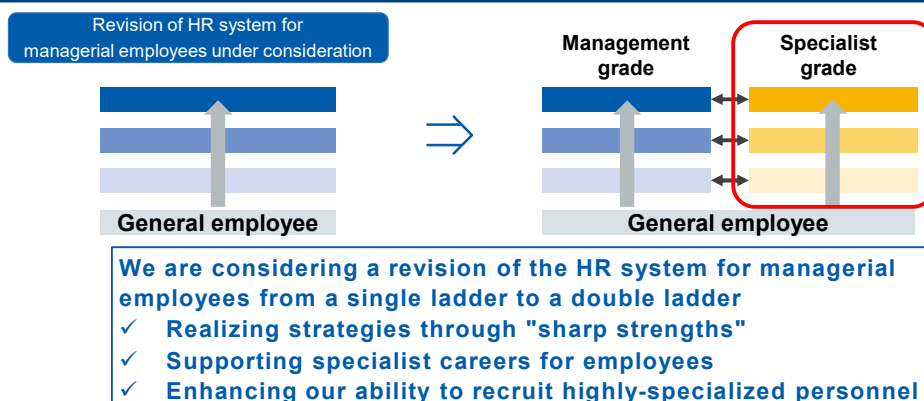 Revision of HR system for
managerial employees under consideration
Management
grade
Specialist
grade
General employee
General employee
We are considering a revision of the HR system for managerial
employees from a single ladder to a double ladder
✓ Realizing strategies through "sharp strengths"
✓ Supporting specialist careers for employees
✓ Enhancing our ability to recruit highly-specialized personnel